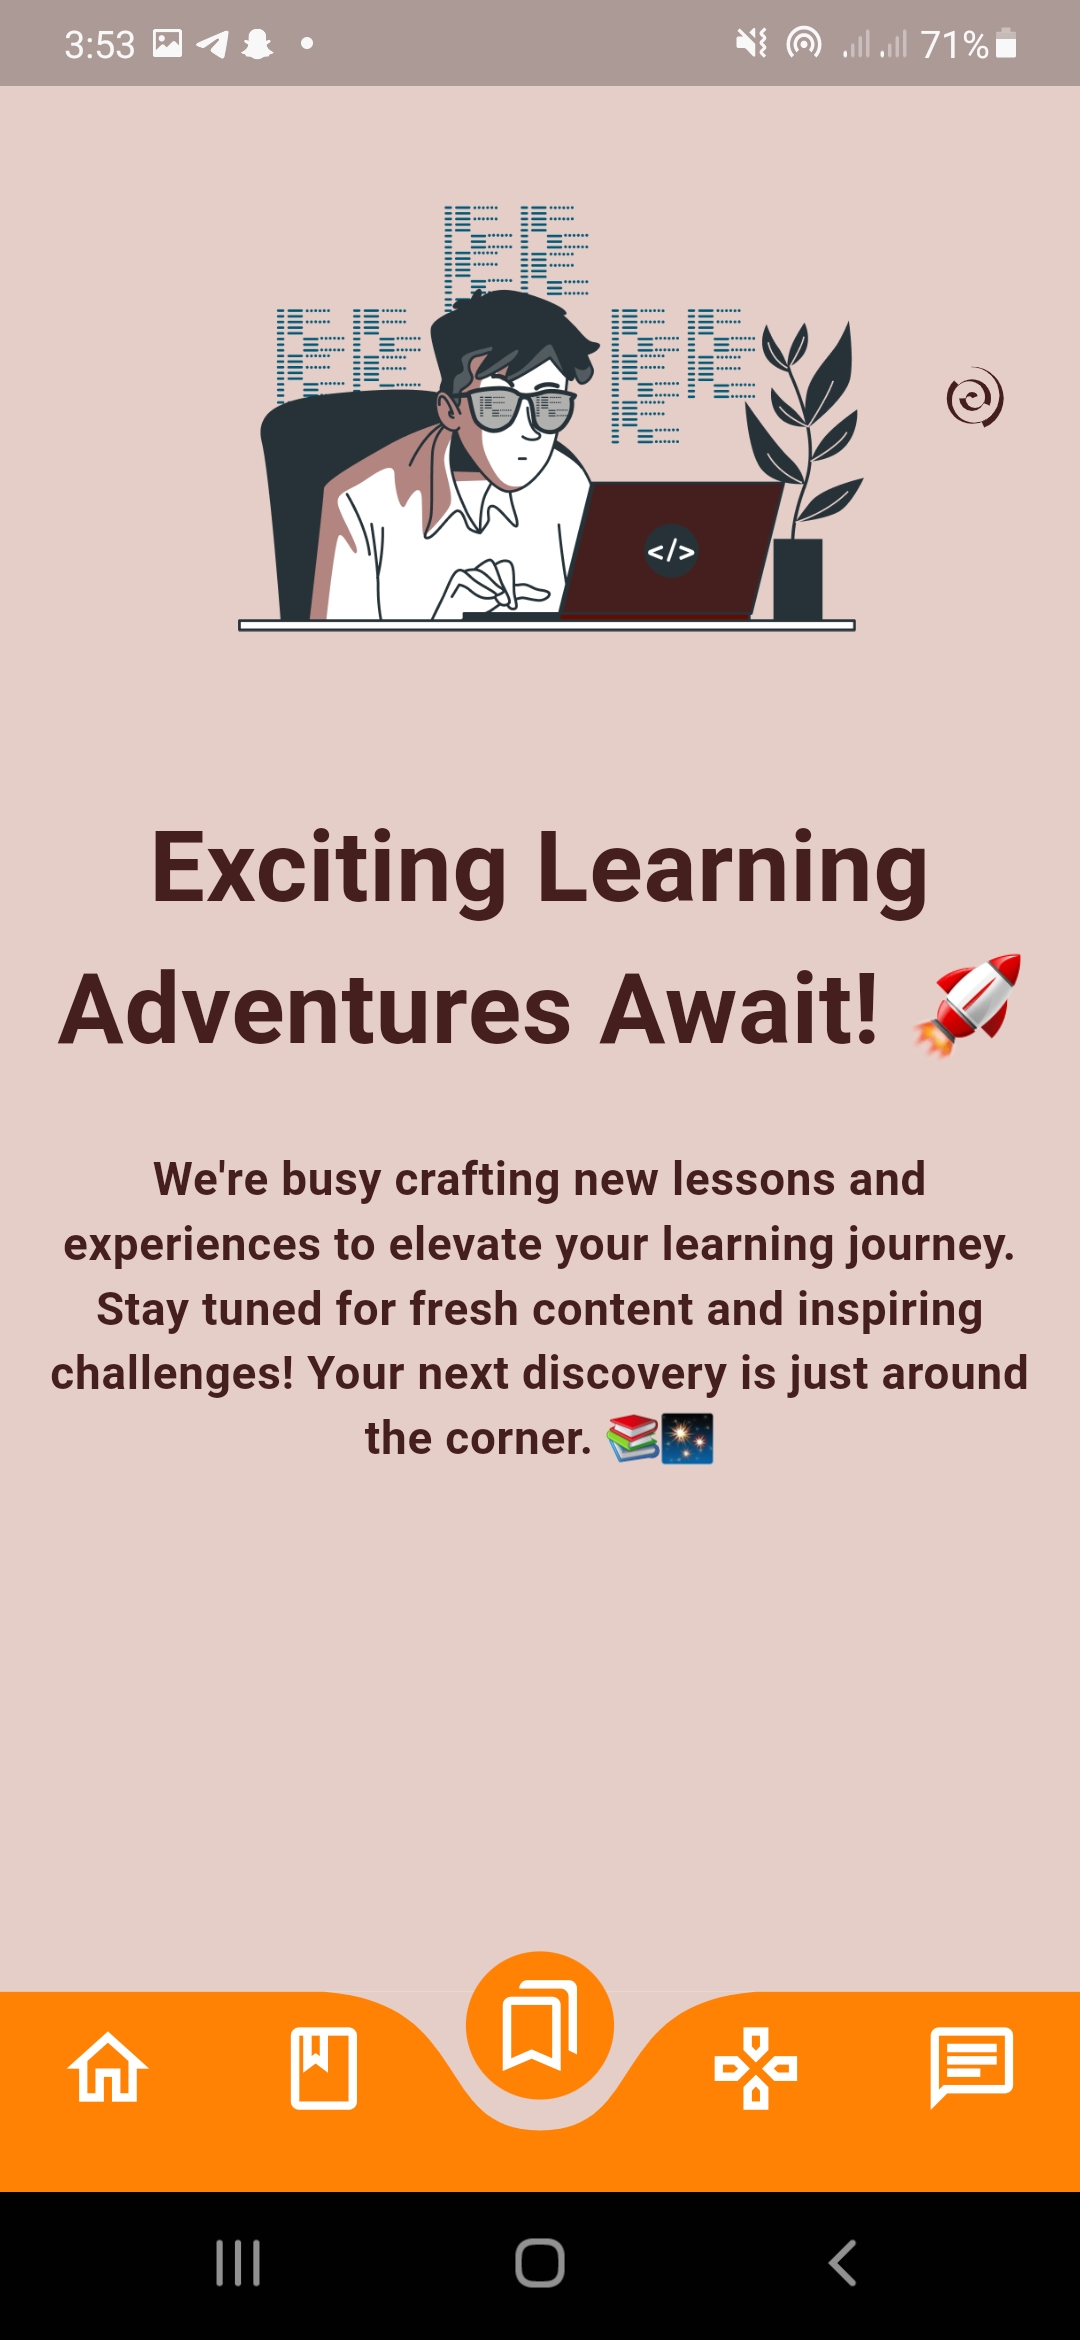 3:53
71%
</>
Exciting Learning
Adventures Await! 🚀
We're busy crafting new lessons and
experiences to elevate your learning journey.
Stay tuned for fresh content and inspiring
challenges! Your next discovery is just around
the corner. 📚🎇